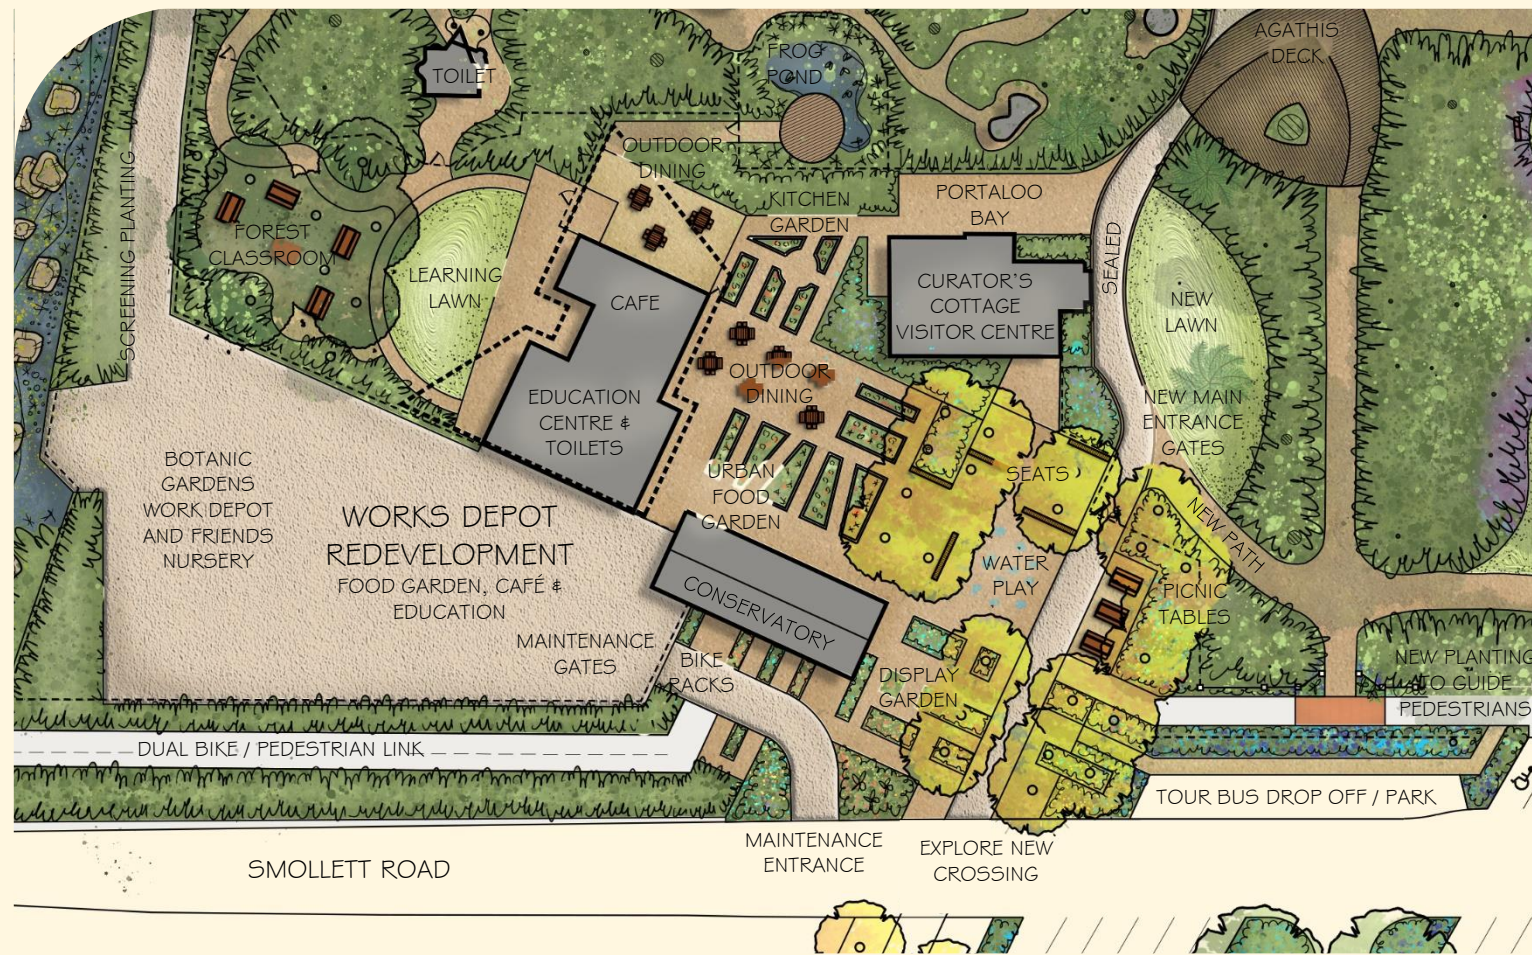 AGATHIS
DECK
FROG
POND
TOILET
OUTDOOR
DINING
KITCHEN
GARDEN
PORTALOO
BAY
SCREENING PLANTING
FOREST
CLASSROOM
LEARNING
LAWN
CAFE
CURATOR'S
COTTAGE
VISITOR CENTRE
SEALED
NEW
LAWN
OUTDOOR
DINING
EDUCATION
CENTRE &
TOILETS
NEW MAIN
ENTRANCE
GATES
BOTANIC
GARDENS
WORK DEPOT
AND FRIENDS
NURSERY
WORKS DEPOT
REDEVELOPMENT
FOOD GARDEN, CAFÉ &
EDUCATION
URBAN
FOOD
GARDEN
SEATS
NEW PATH
WATER
PLAY
PICNIC
TABLES
CONSERVATORY
MAINTENANCE
GATES
BIKE
RACKS
DISPLAY
GARDEN
NEW PLANTING
TO GUIDE
PEDESTRIANS
DUAL BIKE / PEDESTRIAN LINK
TOUR BUS DROP OFF / PARK
MAINTENANCE
ENTRANCE
EXPLORE NEW
CROSSING
SMOLLETT ROAD